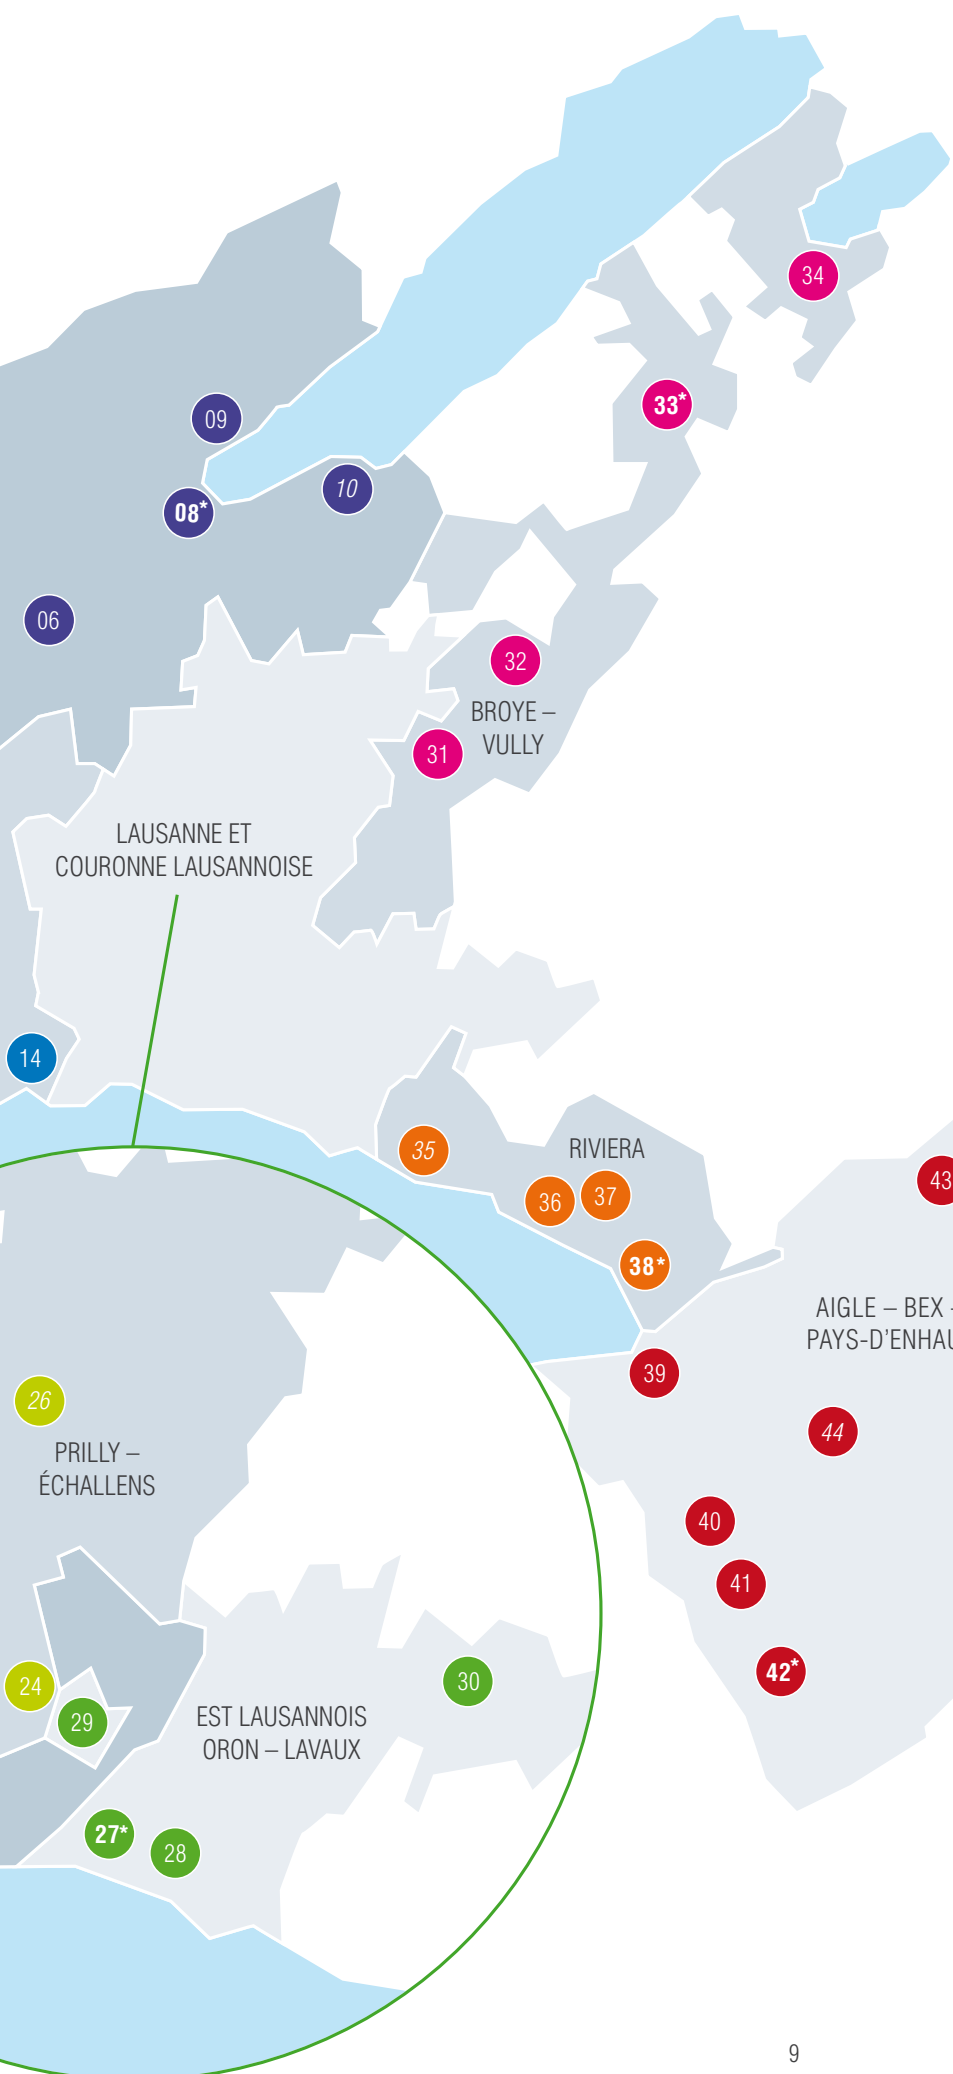 34
33*
09
10
08*
06
32
BROYE –
VULLY
31
LAUSANNE ET
COURONNE LAUSANNOISE
14
35
RIVIERA
36
37
43
38*
AIGLE – BEX -
PAYS-D'ENHAU
39
26
44
PRILLY –
ÉCHALLENS
40
41
42*
30
24
29
EST LAUSANNOIS
ORON – LAVAUX
27*
28
9